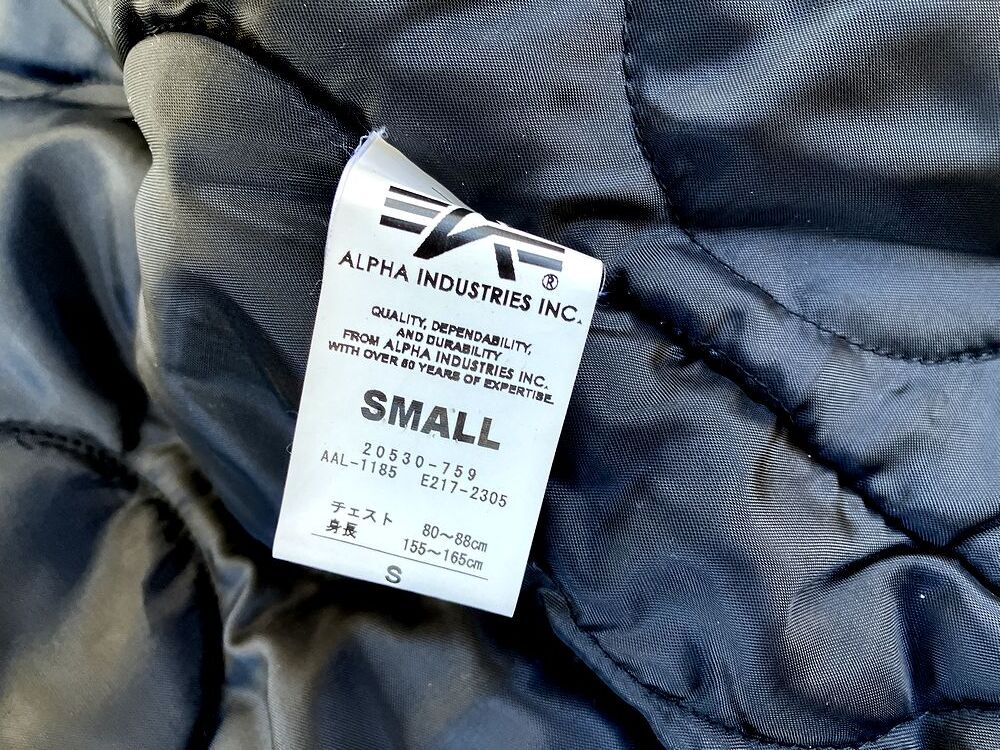 ALPHA INDUSTRIES INC.
®
QUALITY, DEPENDABILITY,
AND DURABILITY
FROM ALPHA INDUSTRIES INC.
WITH OVER 50 YEARS OF EXPERTISE.
SMALL
20530-759
AAL-1185 E217-2305
チェスト 80～88cm
身長 155～165cm
S